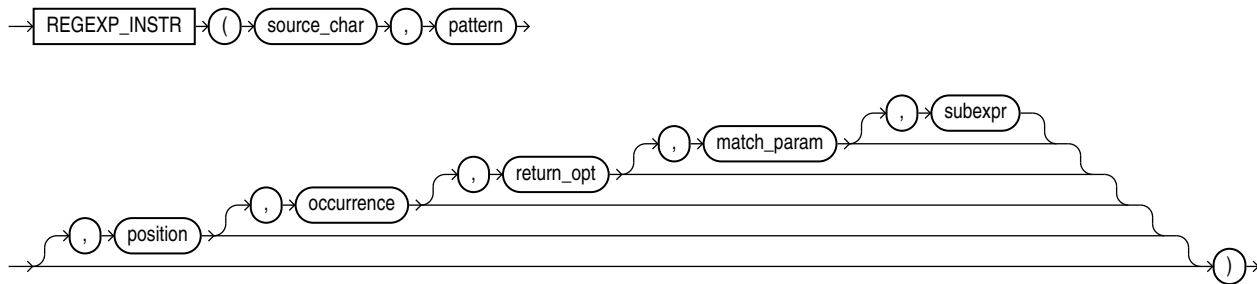 REGEXP_INSTR ( source_char , pattern
, subexpr
, match_param
, return_opt
, occurrence
, position
)